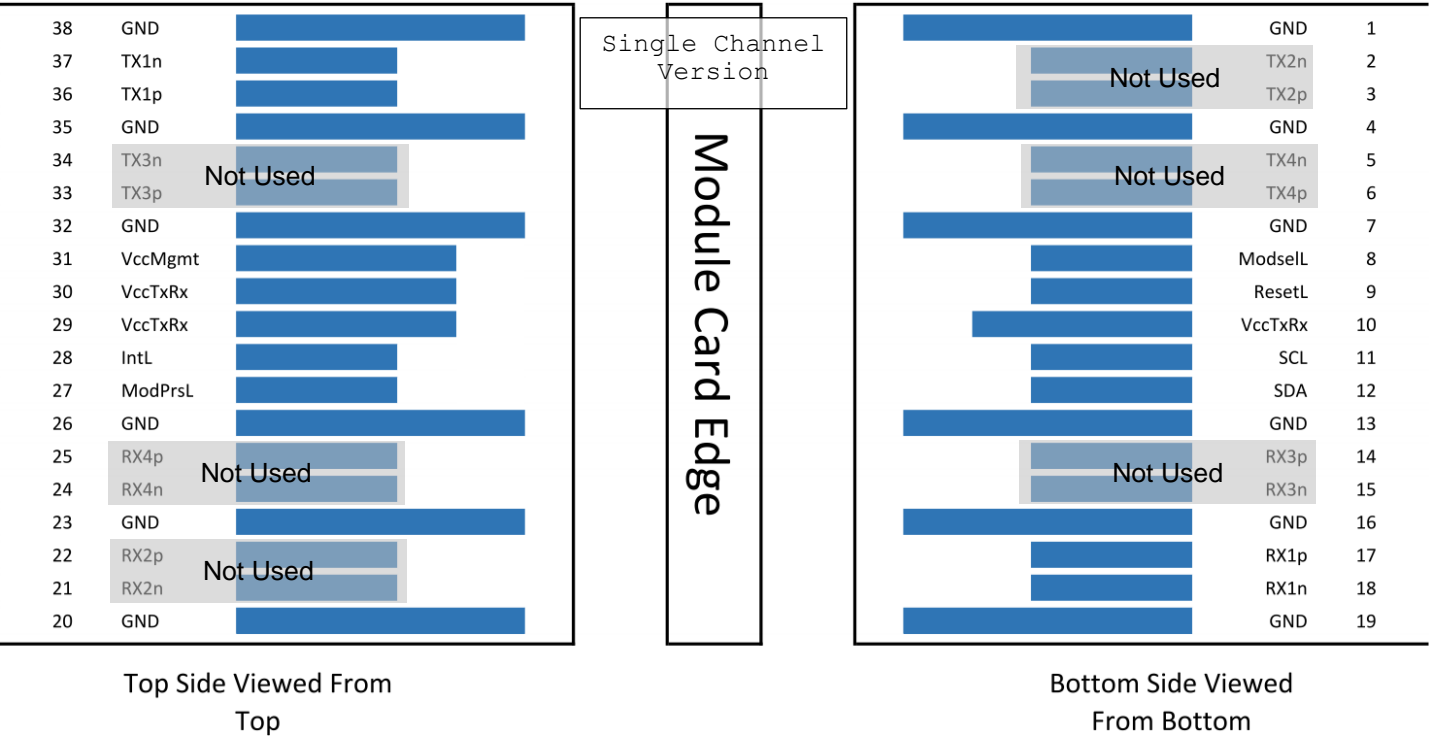 38 GND
37 TX1n
36 TX1p
35 GND
34 TX3n
Not Used
33 TX3p
32 GND
31 VccMgmt
30 VccTxRx
29 VccTxRx
28 IntL
27 ModPrsL
26 GND
25 RX4p
Not Used
24 RX4n
23 GND
22 RX2p
Not Used
21 RX2n
20 GND
Top Side Viewed From
Top
Single Channel
Version
Module Card Edge
GND 1
TX2n 2
Not Used
TX2p 3
GND 4
TX4n 5
Not Used
TX4p 6
GND 7
ModselL 8
ResetL 9
VccTxRx 10
SCL 11
SDA 12
GND 13
RX3p 14
Not Used
RX3n 15
GND 16
RX1p 17
RX1n 18
GND 19
Bottom Side Viewed
From Bottom